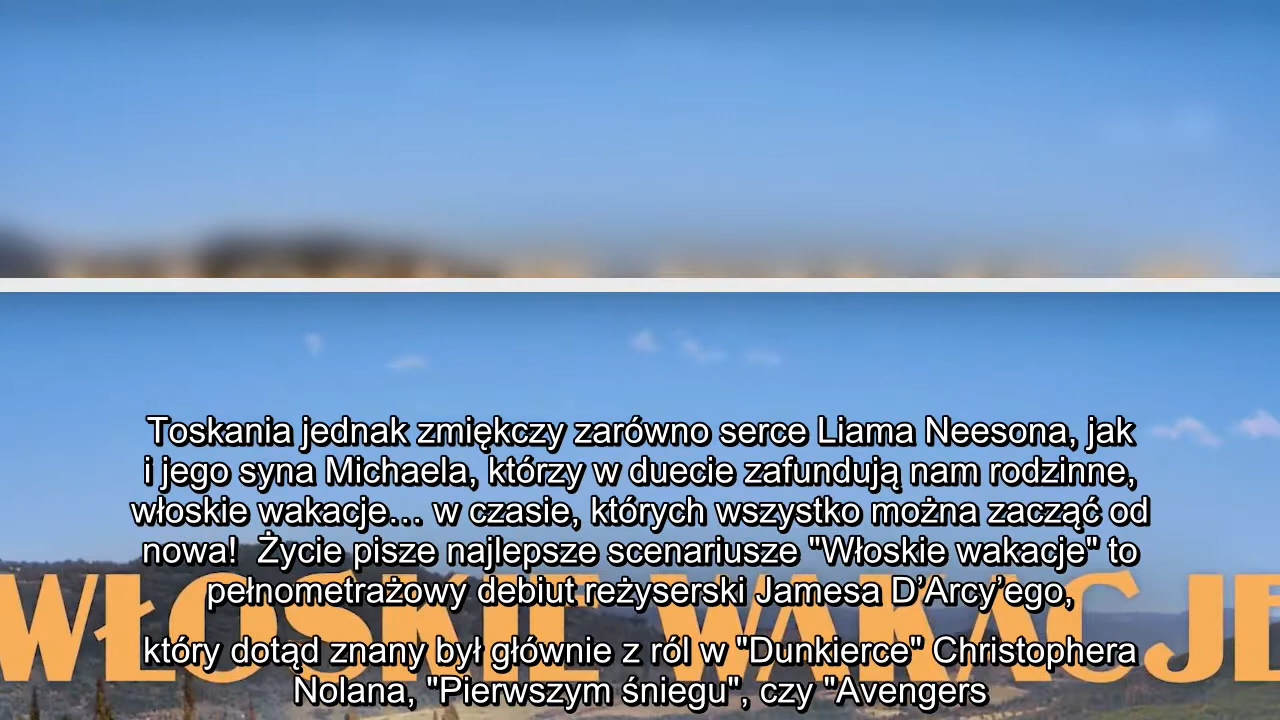 Toskania jednak zmiękczy zarówno serce Liama Neesona, jak
i jego syna Michaela, którzy w duecie zafundują nam rodzinne,
włoskie wakacje… w czasie, których wszystko można zacząć od
nowa!  Życie pisze najlepsze scenariusze "Włoskie wakacje" to
pełnometrażowy debiut reżyserski Jamesa D’Arcy’ego,
WŁOSKIE WAKACJE
który dotąd znany był głównie z ról w "Dunkierce" Christophera
Nolana, "Pierwszym śniegu", czy "Avengers